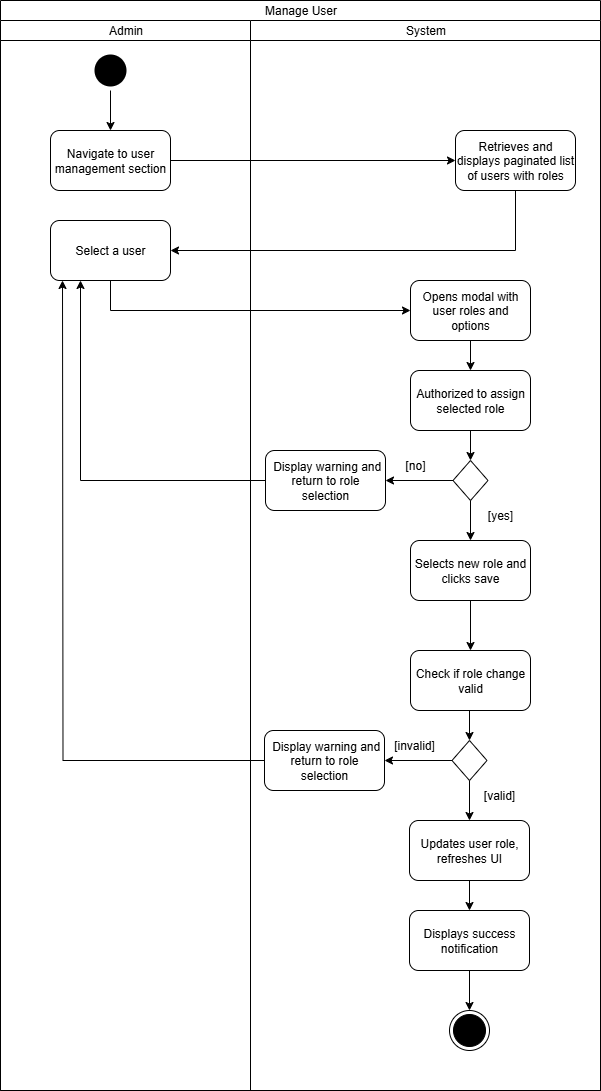 Manage User
Admin
System
Navigate to user
management section
Retrieves and
displays paginated list
of users with roles
Select a user
Opens modal with
user roles and
options
Authorized to assign
selected role
Display warning and
return to role
selection
[no]
[yes]
Selects new role and
clicks save
Check if role change
valid
Display warning and
return to role
selection
[invalid]
[valid]
Updates user role,
refreshes UI
Displays success
notification